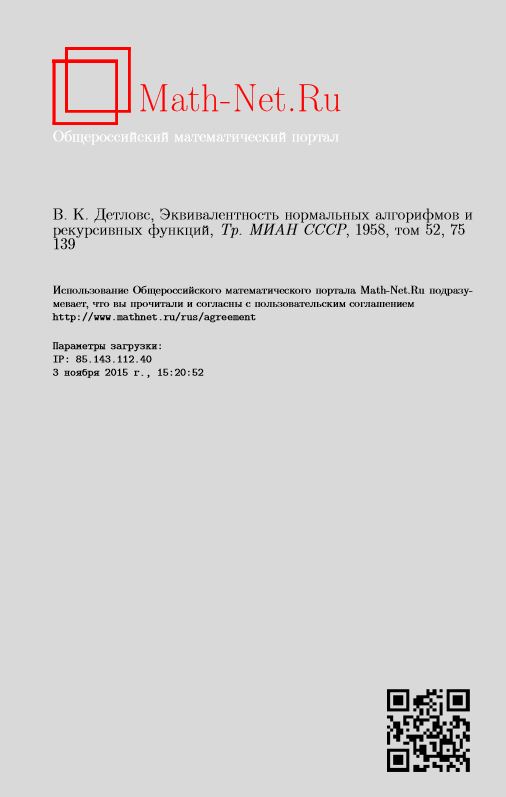 Math-Net.Ru
Общероссийский математический портал
В. К. Детловс, Эквивалентность нормальных алгорифмов и
рекурсивных функций, Тр. МИАН СССР, 1958, том 52, 75
139
Использование Общероссийского математического портала Math-Net.Ru подразу-
мевает, что вы прочитали и согласны с пользовательским соглашением
http://www.mathnet.ru/rus/agreement
Параметры загрузки:
IP: 85.143.112.40
3 ноября 2015 г., 15:20:52